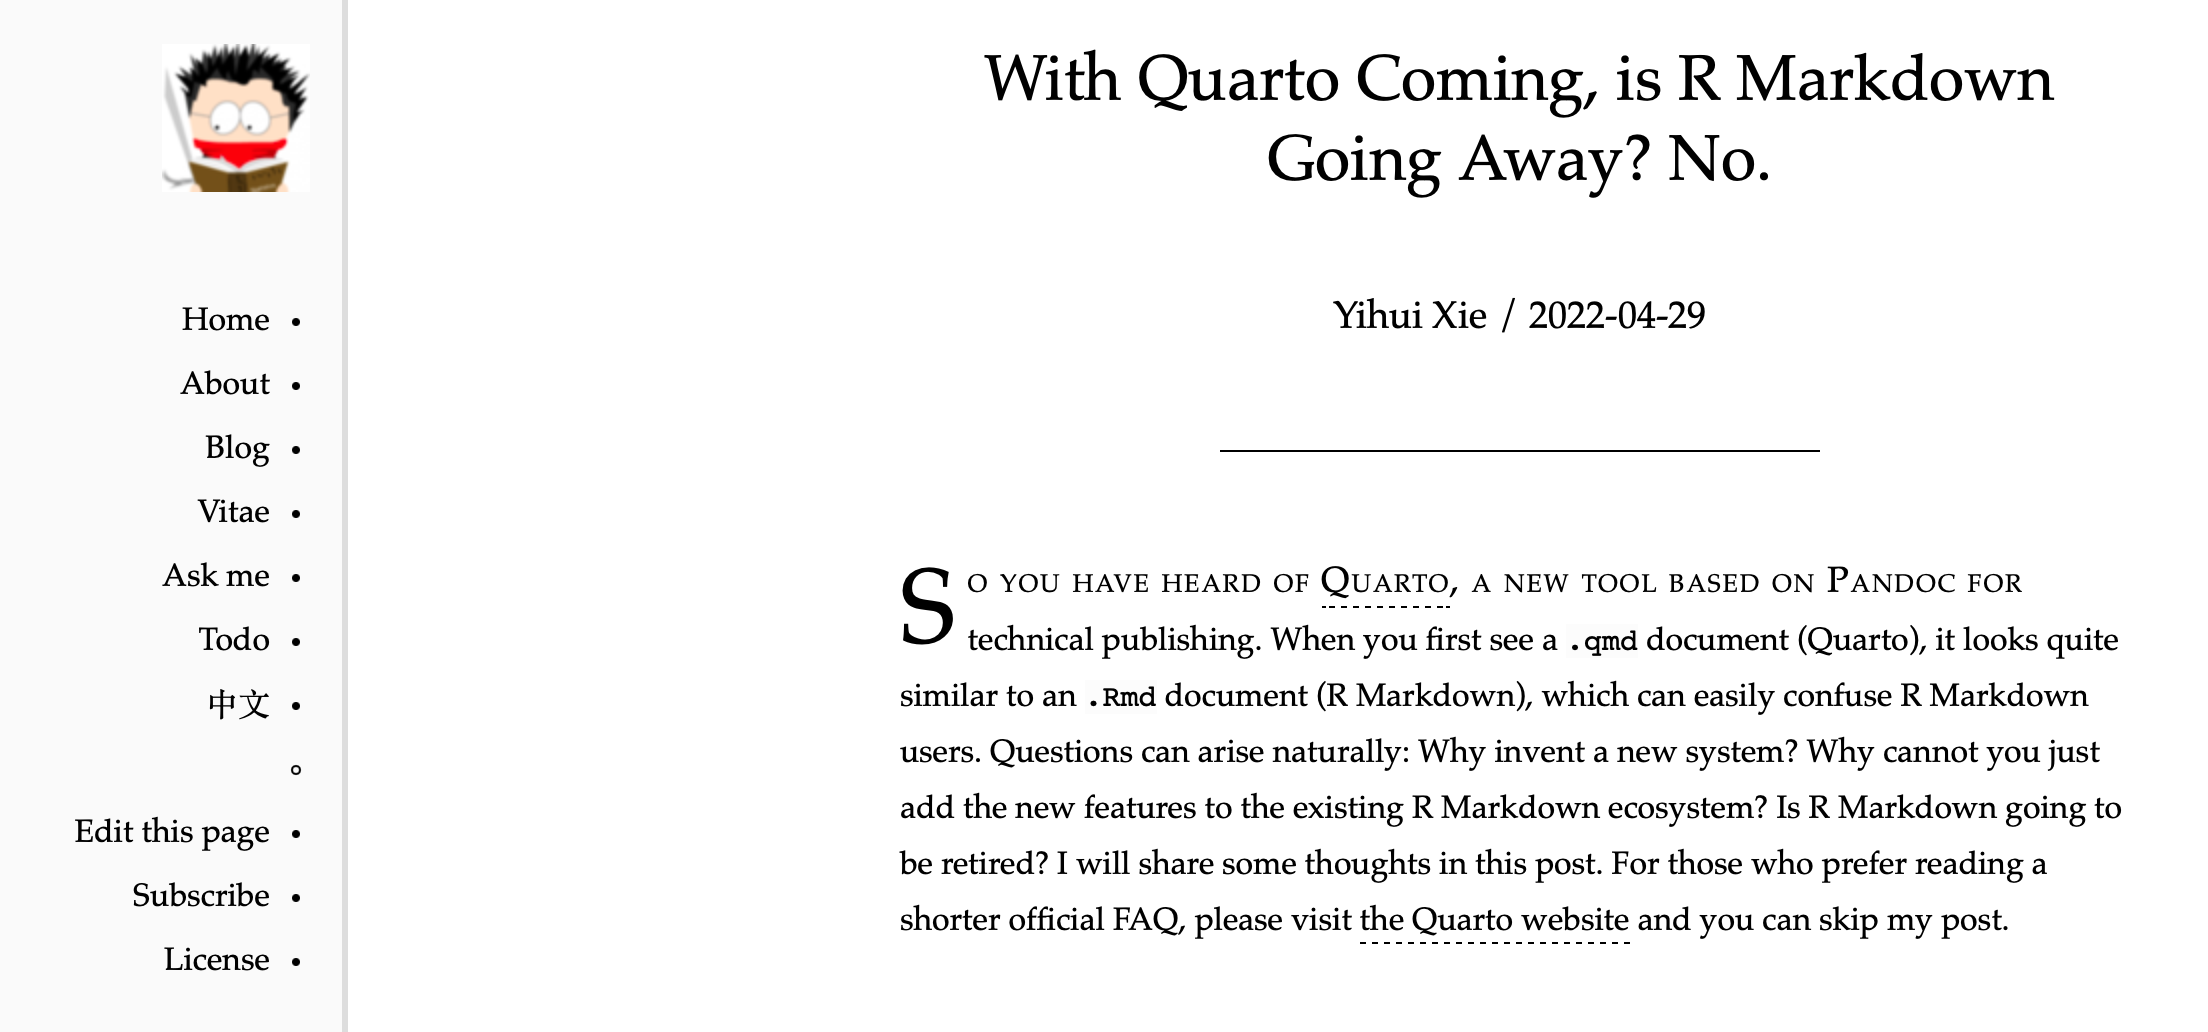 Home
About
Blog
Vitae
Ask me
Todo
中文
Edit this page
Subscribe
License
With Quarto Coming, is R Markdown
Going Away? No.
Yihui Xie / 2022-04-29
So you have heard of Quarto, a new tool based on Pandoc for
technical publishing. When you first see a .qmd document (Quarto), it looks quite
similar to an .Rmd document (R Markdown), which can easily confuse R Markdown
users. Questions can arise naturally: Why invent a new system? Why cannot you just
add the new features to the existing R Markdown ecosystem? Is R Markdown going to
be retired? I will share some thoughts in this post. For those who prefer reading a
shorter official FAQ, please visit the Quarto website and you can skip my post.